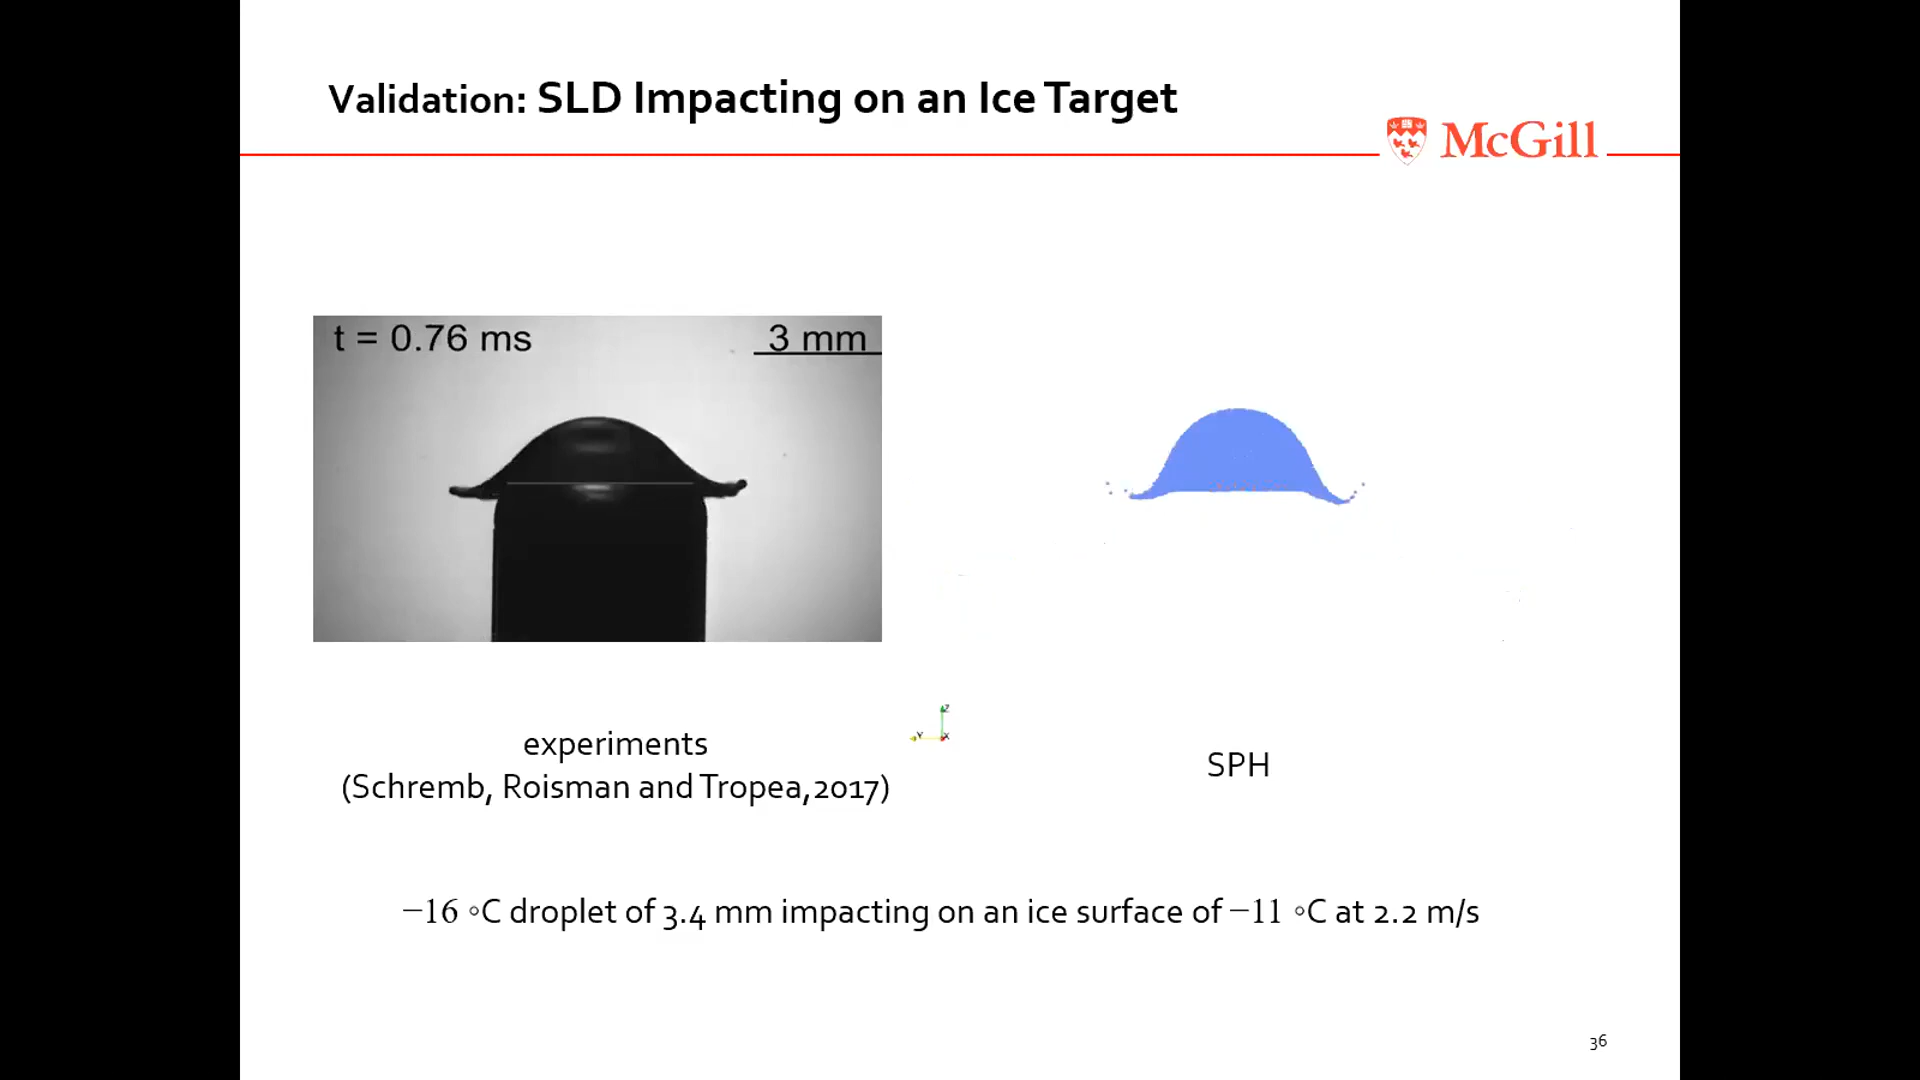 Validation: SLD Impacting on an Ice Target
McGill
t = 0.76 ms
3 mm
Z
Y
X
experiments
(Schremb, Roisman and Tropea,2017)
SPH
−16 ∘C droplet of 3.4 mm impacting on an ice surface of −11 ∘C at 2.2 m/s
36